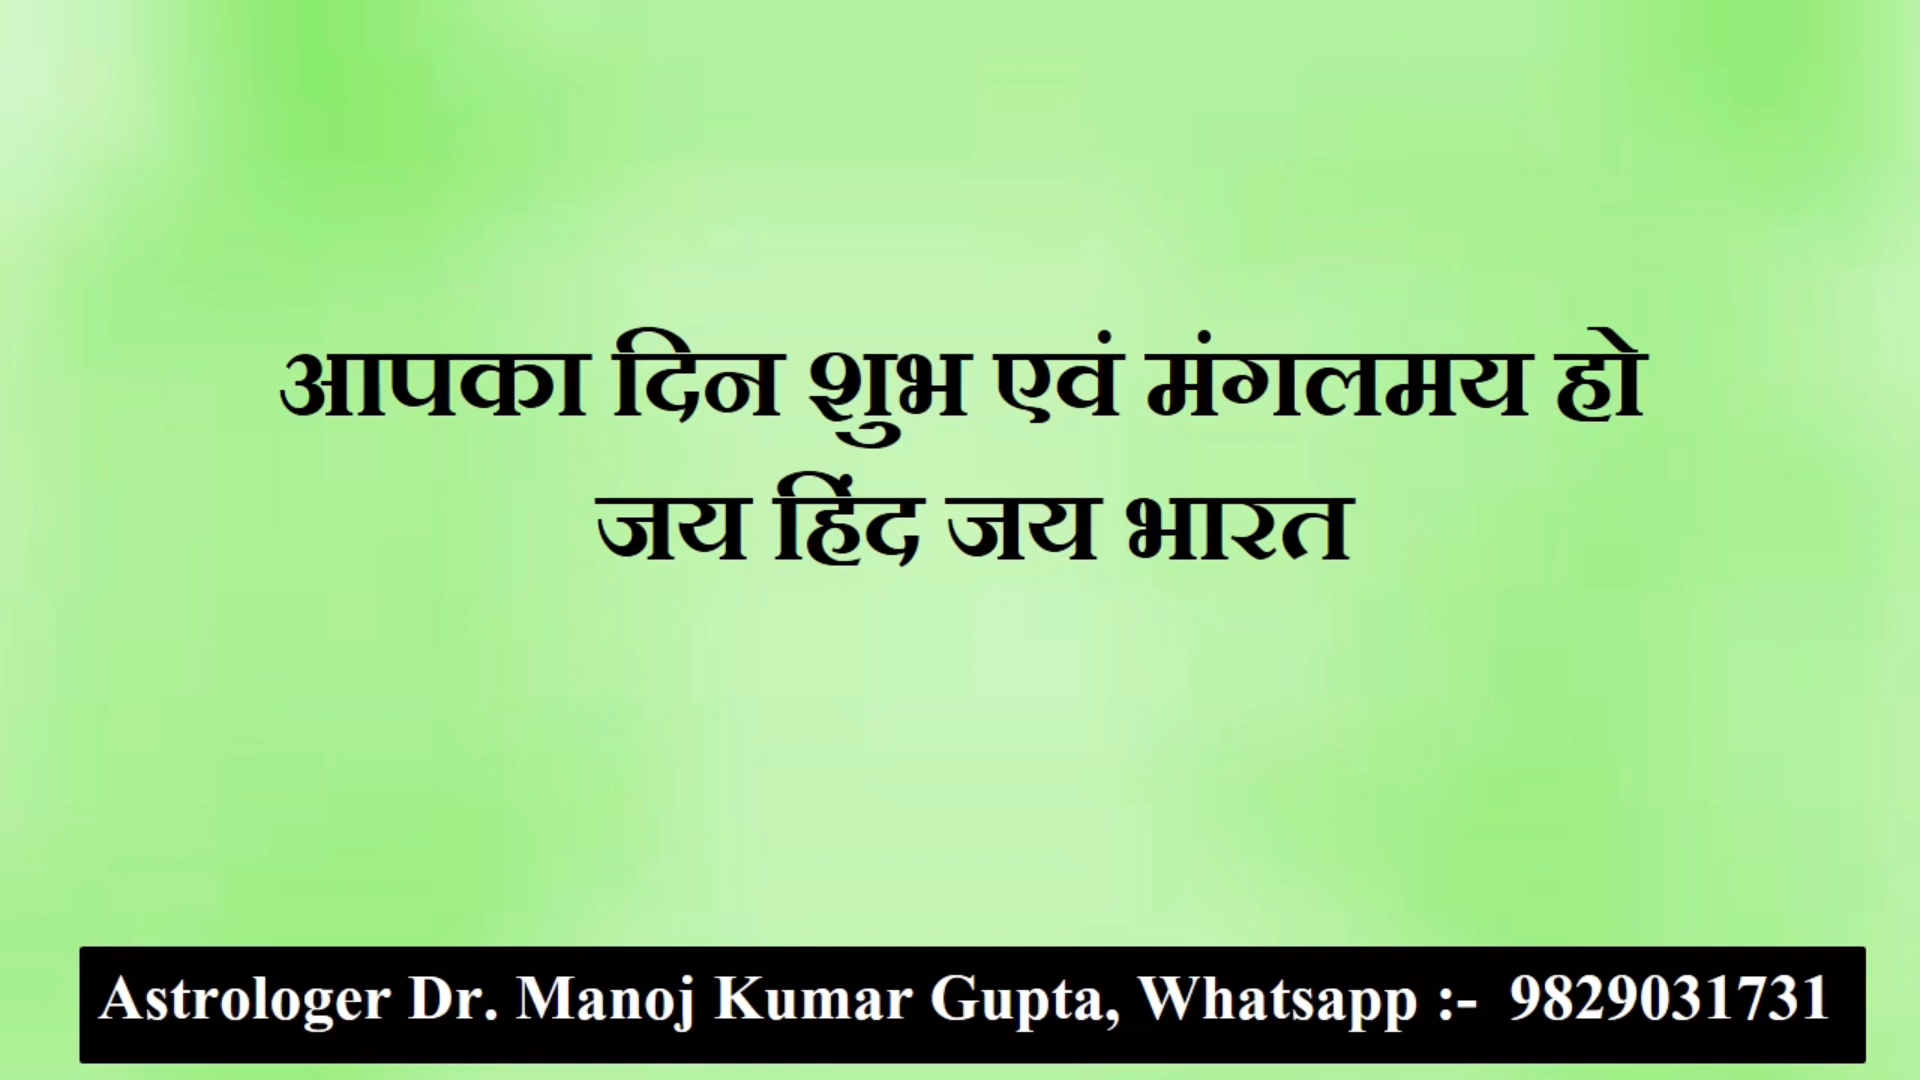 आपका दिन शुभ एवं मंगलमय हो
जय हिंद जय भारत
Astrologer Dr. Manoj Kumar Gupta, Whatsapp :- 9829031731